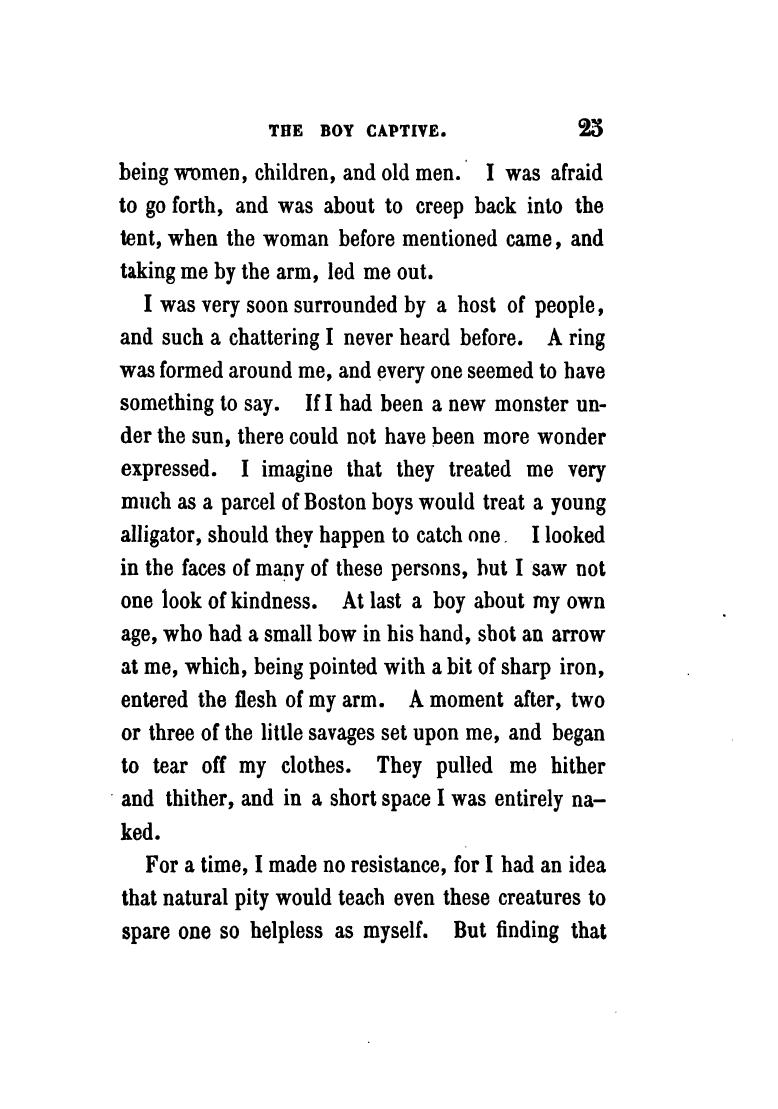 THE BOY CAPTIVE. 25
being women, children, and old men. I was afraid
to go forth, and was about to creep back into the
tent, when the woman before mentioned came, and
taking me by the arm, led me out.
I was very soon surrounded by a host of people,
and such a chattering I never heard before. A ring
was formed around me, and every one seemed to have
something to say. If I had been a new monster un-
der the sun, there could not have been more wonder
expressed. I imagine that they treated me very
much as a parcel of Boston boys would treat a young
alligator, should they happen to catch one. I looked
in the faces of many of these persons, but I saw not
one look of kindness. At last a boy about my own
age, who had a small bow in his hand, shot an arrow
at me, which, being pointed with a bit of sharp iron,
entered the flesh of my arm. A moment after, two
or three of the little savages set upon me, and began
to tear off my clothes. They pulled me hither
and thither, and in a short space I was entirely na-
ked.
For a time, I made no resistance, for I had an idea
that natural pity would teach even these creatures to
spare one so helpless as myself. But finding that